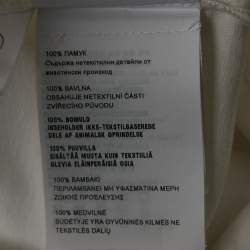 100% ПАМУК
Съдържа нетекстилни детайли от
животински произход
100% BAVLNA
OBSAHUJE NETEXTILNÍ ČÁSTI
ZVÍŘECÍHO PŮVODU
100% BOMULD
INDEHOLDER IKKE-TEKSTILBASEREDE
DELE AF ANIMALSK OPRINDELSE
100% PUUVILLA
SISÄLTÄÄ MUUTA KUIN TEKSTIILIÄ
OLEVIA ELÄINPERÄISIÄ OSIA
100% ΒΑΜΒΑΚΙ
ΠΕΡΙΛΑΜΒΑΝΕΙ ΜΗ ΥΦΑΣΜΑΤΙΝΑ ΜΕΡΗ
ΖΩΙΚΗΣ ΠΡΟΕΛΕΥΣΗΣ
100% MEDVILNĖ
SUDĖTYJE YRA GYVŪNINĖS KILMĖS NE
TEKSTILĖS DALIŲ